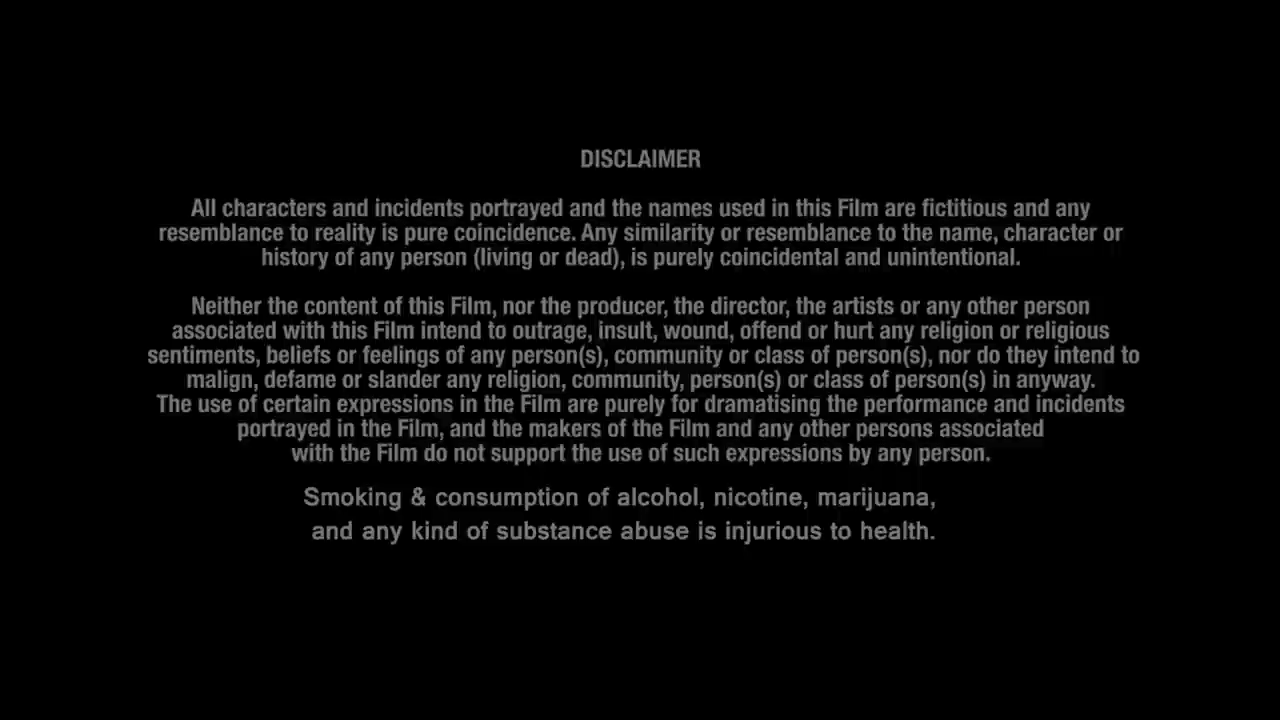 DISCLAIMER
All characters and incidents portrayed and the names used in this Film are fictitious and any
resemblance to reality is pure coincidence. Any similarity or resemblance to the name, character or
history of any person (living or dead), is purely coincidental and unintentional.
Neither the content of this Film, nor the producer, the director, the artists or any other person
associated with this Film intend to outrage, insult, wound, offend or hurt any religion or religious
sentiments, beliefs or feelings of any person(s), community or class of person(s), nor do they intend to
malign, defame or slander any religion, community, person(s) or class of person(s) in anyway.
The use of certain expressions in the Film are purely for dramatising the performance and incidents
portrayed in the Film, and the makers of the Film and any other persons associated
with the Film do not support the use of such expressions by any person.
Smoking & consumption of alcohol, nicotine, marijuana,
and any kind of substance abuse is injurious to health.